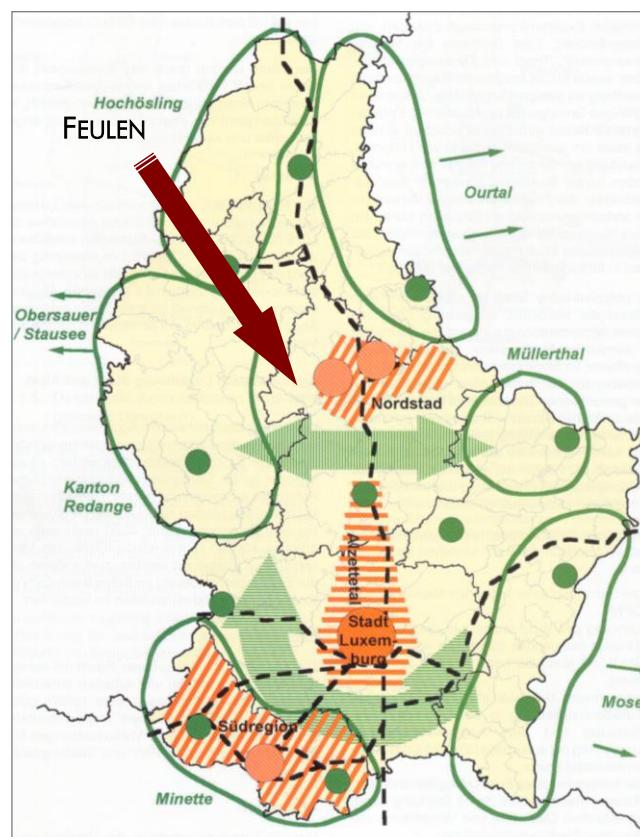 Hochösling
FEULEN
Ourtal
Obersauer
/ Stausee
Müllerthal
Nordstad
Kanton
Redange
Alzettetal
Stadt
Luxem-
burg
Südregion
Mose
Minette